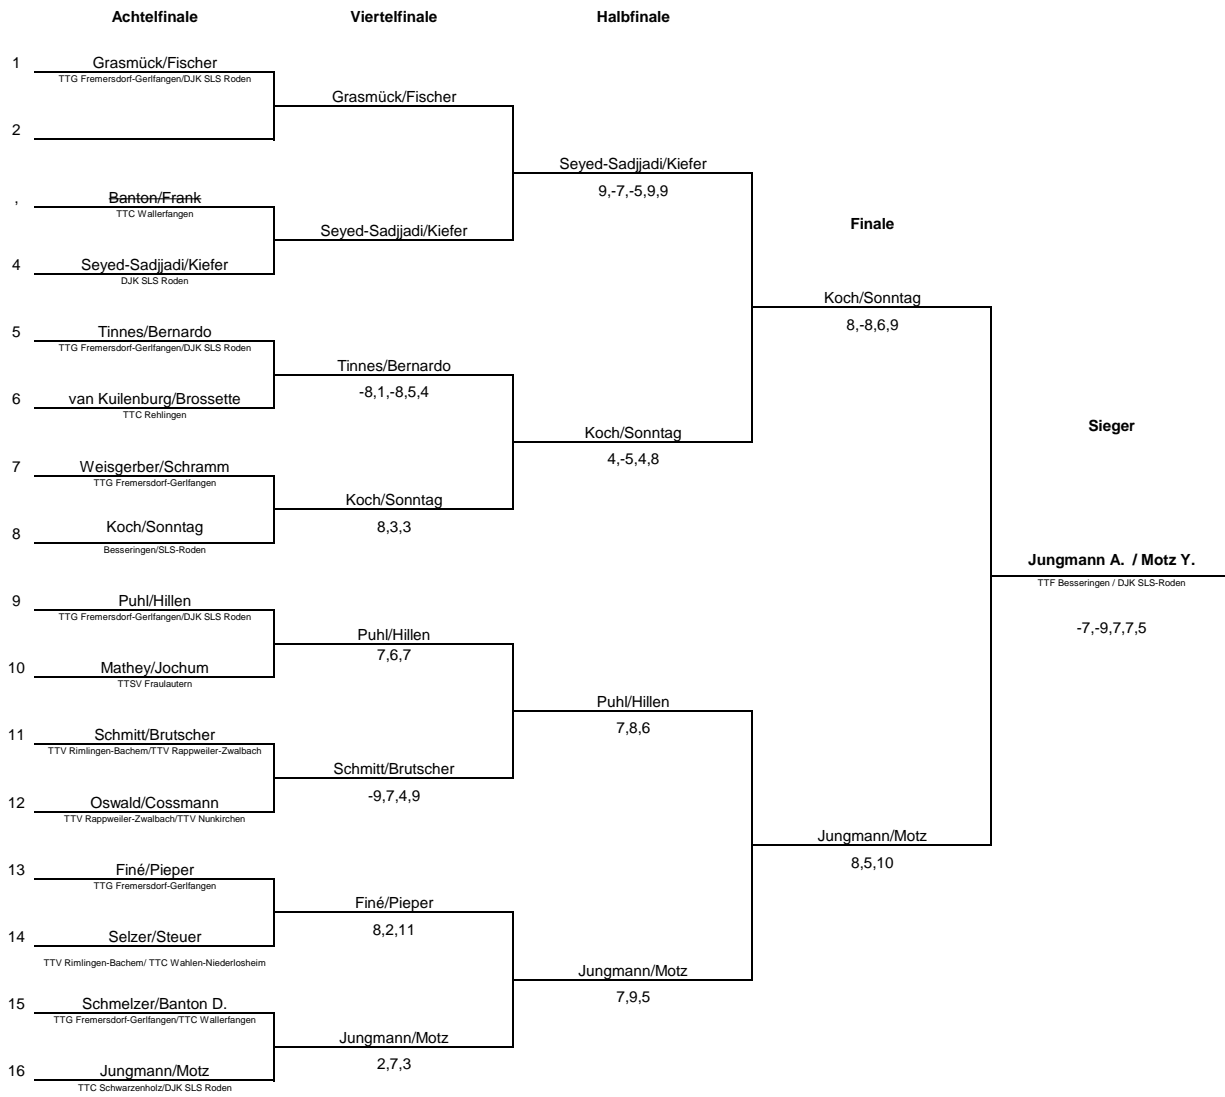 Achtelfinale
Viertelfinale
Halbfinale
1
Grasmück/Fischer
TTG Fremersdorf-Gerlfangen/DJK SLS Roden
Grasmück/Fischer
2
Seyed-Sadjjadi/Kiefer
9,-7,-5,9,9
,
Banton/Frank
TTC Wallerfangen
Finale
Seyed-Sadjjadi/Kiefer
4
Seyed-Sadjjadi/Kiefer
DJK SLS Roden
Koch/Sonntag
8,-8,6,9
5
Tinnes/Bernardo
TTG Fremersdorf-Gerlfangen/DJK SLS Roden
Tinnes/Bernardo
-8,1,-8,5,4
6
van Kuilenburg/Brossette
TTC Rehlingen
Sieger
Koch/Sonntag
4,-5,4,8
7
Weisgerber/Schramm
TTG Fremersdorf-Gerlfangen
Koch/Sonntag
8,3,3
8
Koch/Sonntag
Besseringen/SLS-Roden
Jungmann A. / Motz Y.
TTF Besseringen / DJK SLS-Roden
-7,-9,7,7,5
9
Puhl/Hillen
TTG Fremersdorf-Gerlfangen/DJK SLS Roden
Puhl/Hillen
7,6,7
10
Mathey/Jochum
TTSV Fraulautern
Puhl/Hillen
7,8,6
11
Schmitt/Brutscher
TTV Rimlingen-Bachem/TTV Rappweiler-Zwalbach
Schmitt/Brutscher
-9,7,4,9
12
Oswald/Cossmann
TTV Rappweiler-Zwalbach/TTV Nunkirchen
Jungmann/Motz
8,5,10
13
Finé/Pieper
TTG Fremersdorf-Gerlfangen
Finé/Pieper
8,2,11
14
Selzer/Steuer
TTV Rimlingen-Bachem/ TTC Wahlen-Niederlosheim
Jungmann/Motz
7,9,5
15
Schmelzer/Banton D.
TTG Fremersdorf-Gerlfangen/TTC Wallerfangen
Jungmann/Motz
2,7,3
16
Jungmann/Motz
TTC Schwarzenholz/DJK SLS Roden